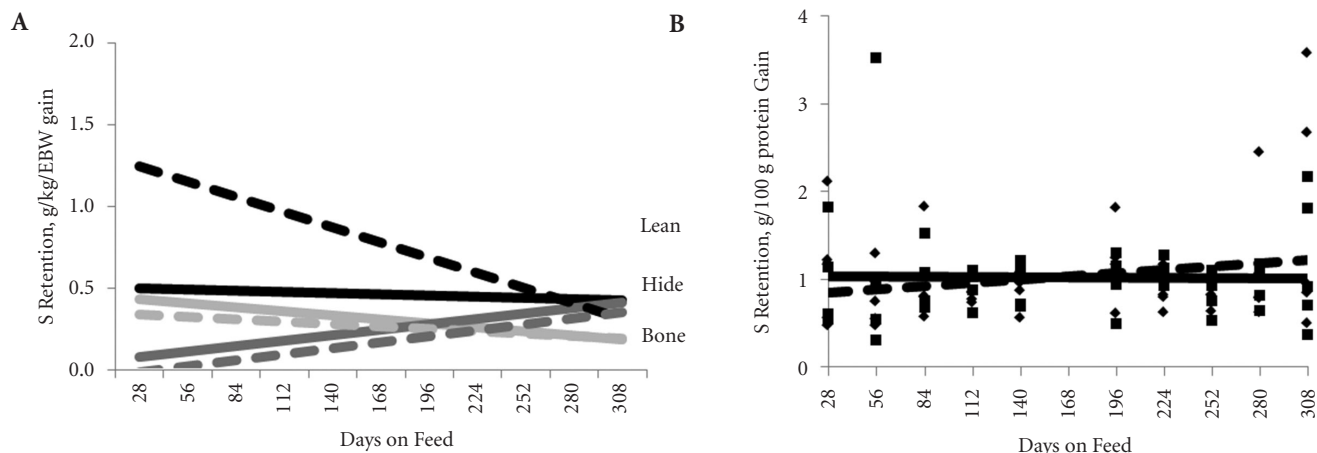 A
S Retention, g/kg/EBW gain
2.0
1.5
1.0
0.5
0.0
Lean
Hide
Bone
28 56 84 112 140 168 196 224 252 280 308
Days on Feed
B
S Retention, g/100 g protein Gain
4
3
2
1
0
28 56 84 112 140 168 196 224 252 280 308
Days on Feed